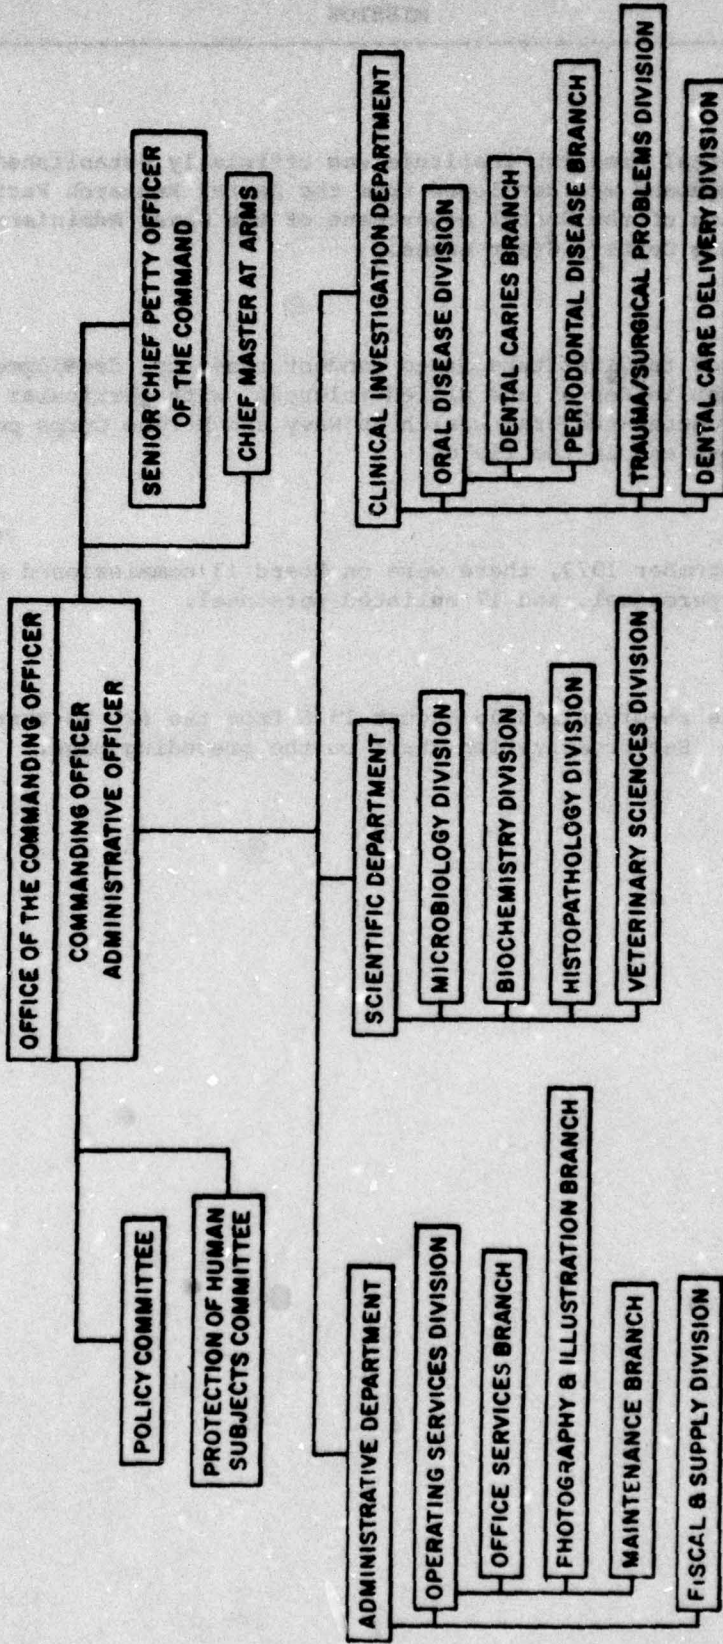 OFFICE OF THE COMMANDING OFFICER
COMMANDING OFFICER
ADMINISTRATIVE OFFICER
POLICY COMMITTEE
PROTECTION OF HUMAN
SUBJECTS COMMITTEE
SENIOR CHIEF PETTY OFFICER
OF THE COMMAND
CHIEF MASTER AT ARMS
ADMINISTRATIVE DEPARTMENT
OPERATING SERVICES DIVISION
OFFICE SERVICES BRANCH
PHOTOGRAPHY & ILLUSTRATION BRANCH
MAINTENANCE BRANCH
FISCAL & SUPPLY DIVISION
SCIENTIFIC DEPARTMENT
MICROBIOLOGY DIVISION
BIOCHEMISTRY DIVISION
HISTOPATHOLOGY DIVISION
VETERINARY SCIENCES DIVISION
CLINICAL INVESTIGATION DEPARTMENT
ORAL DISEASE DIVISION
DENTAL CARIES BRANCH
PERIODONTAL DISEASE BRANCH
TRAUMA/SURGICAL PROBLEMS DIVISION
DENTAL CARE DELIVERY DIVISION
MISSION